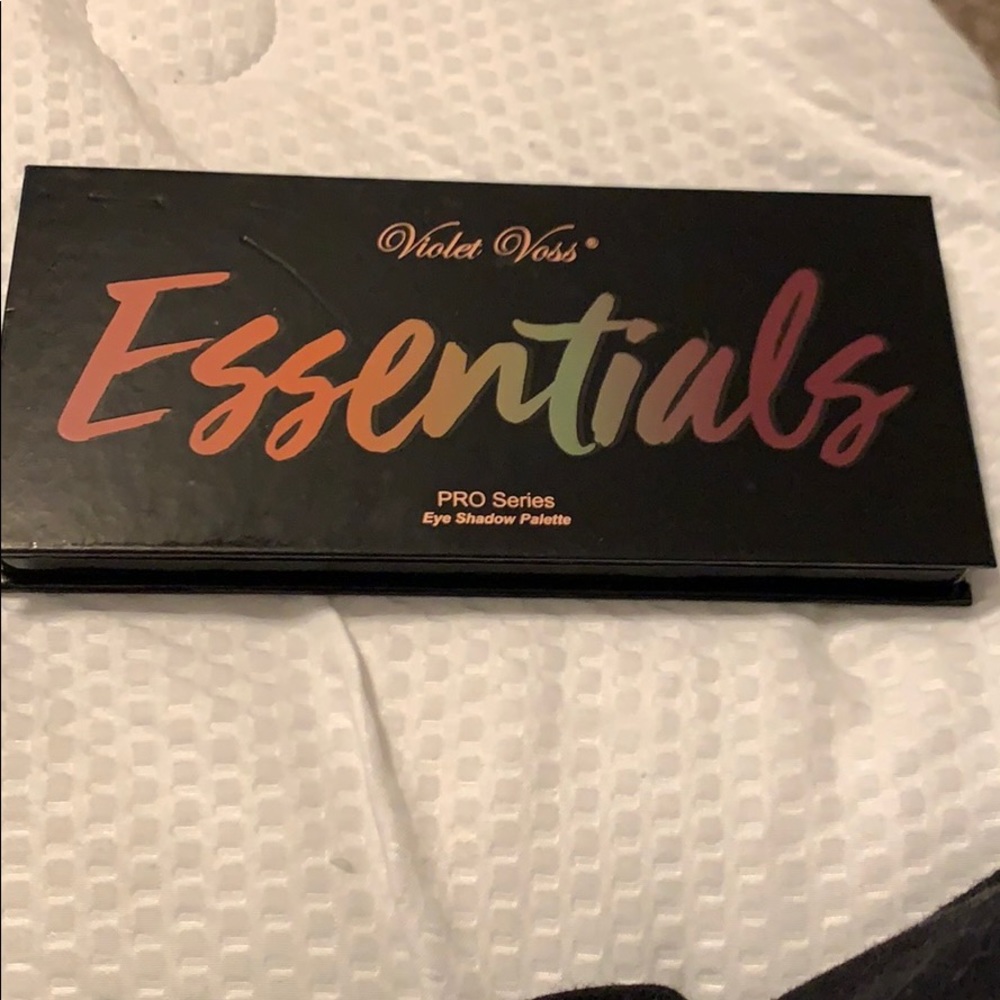 Violet Voss®
Essentials
PRO Series
Eye Shadow Palette